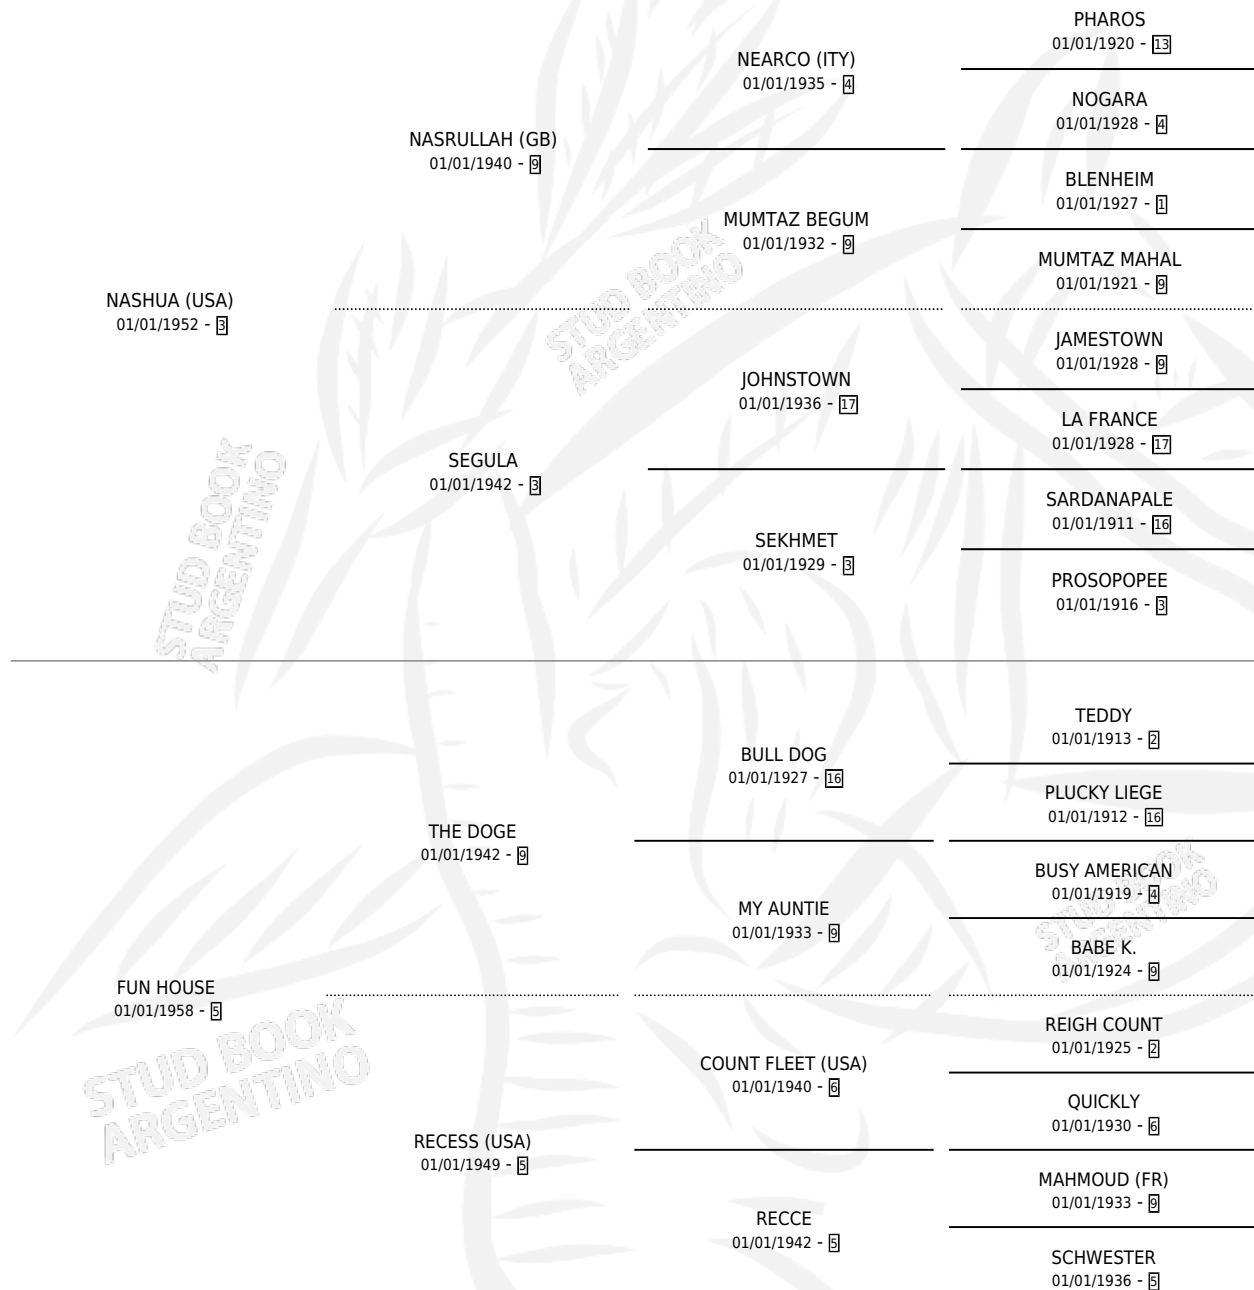 PHAROS
01/01/1920 - 13
NEARCO (ITY)
01/01/1935 - 4
NOGARA
01/01/1928 - 4
NASRULLAH (GB)
01/01/1940 - 9
BLENHEIM
01/01/1927 - 1
MUMTAZ BEGUM
01/01/1932 - 9
MUMTAZ MAHAL
01/01/1921 - 9
NASHUA (USA)
01/01/1952 - 3
STUD BOOK
ARGENTINO
JAMESTOWN
01/01/1928 - 9
JOHNSTOWN
01/01/1936 - 17
LA FRANCE
01/01/1928 - 17
SEGULA
01/01/1942 - 3
SARDANAPALE
01/01/1911 - 16
SEKHMET
01/01/1929 - 3
PROSOPOPEE
01/01/1916 - 3
STUD BOOK
ARGENTINO
TEDDY
01/01/1913 - 2
BULL DOG
01/01/1927 - 16
PLUCKY LIEGE
01/01/1912 - 16
THE DOGE
01/01/1942 - 9
BUSY AMERICAN
01/01/1919 - 4
MY AUNTIE
01/01/1933 - 9
BABE K.
01/01/1924 - 9
STUD BOOK
ARGENTINO
FUN HOUSE
01/01/1958 - 5
REIGH COUNT
01/01/1925 - 2
COUNT FLEET (USA)
01/01/1940 - 6
STUD BOOK
ARGENTINO
QUICKLY
01/01/1930 - 6
RECESS (USA)
01/01/1949 - 5
MAHMOUD (FR)
01/01/1933 - 9
RECCE
01/01/1942 - 5
SCHWESTER
01/01/1936 - 5